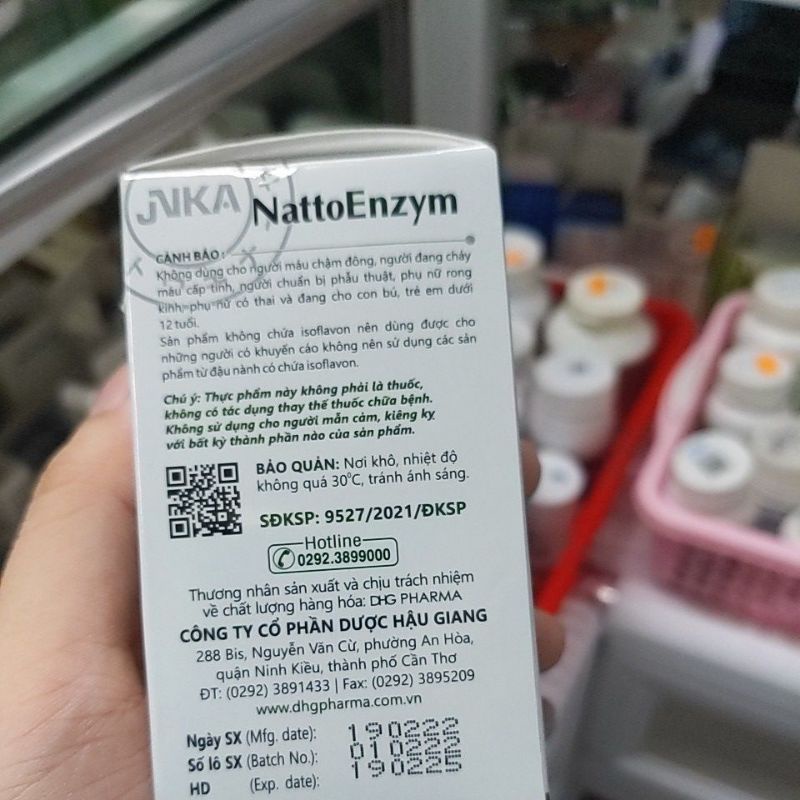 JNKA NattoEnzym
CẢNH BÁO:
Không dùng cho người máu chậm đông, người đang chảy
máu cấp tính, người chuẩn bị phẫu thuật, phụ nữ rong
kinh, phụ nữ có thai và đang cho con bú, trẻ em dưới
12 tuổi.
Sản phẩm không chứa isoflavon nên dùng được cho
những người có khuyến cáo không nên sử dụng các sản
phẩm từ đậu nành có chứa isoflavon.
Chú ý: Thực phẩm này không phải là thuốc,
không có tác dụng thay thế thuốc chữa bệnh.
Không sử dụng cho người mẫn cảm, kiêng kỵ
với bất kỳ thành phần nào của sản phẩm.
BẢO QUẢN: Nơi khô, nhiệt độ
không quá 30°C, tránh ánh sáng.
SĐKSP: 9527/2021/ĐKSP
Hotline
0292.3899000
Thương nhân sản xuất và chịu trách nhiệm
về chất lượng hàng hóa: DHG PHARMA
CÔNG TY CỔ PHẦN DƯỢC HẬU GIANG
288 Bis, Nguyễn Văn Cừ, phường An Hòa,
quận Ninh Kiều, thành phố Cần Thơ
ĐT: (0292) 3891433 | Fax: (0292) 3895209
www.dhgpharma.com.vn
Ngày SX (Mfg. date): 190222
Số lô SX (Batch No.): 010222
HD (Exp. date): 190225